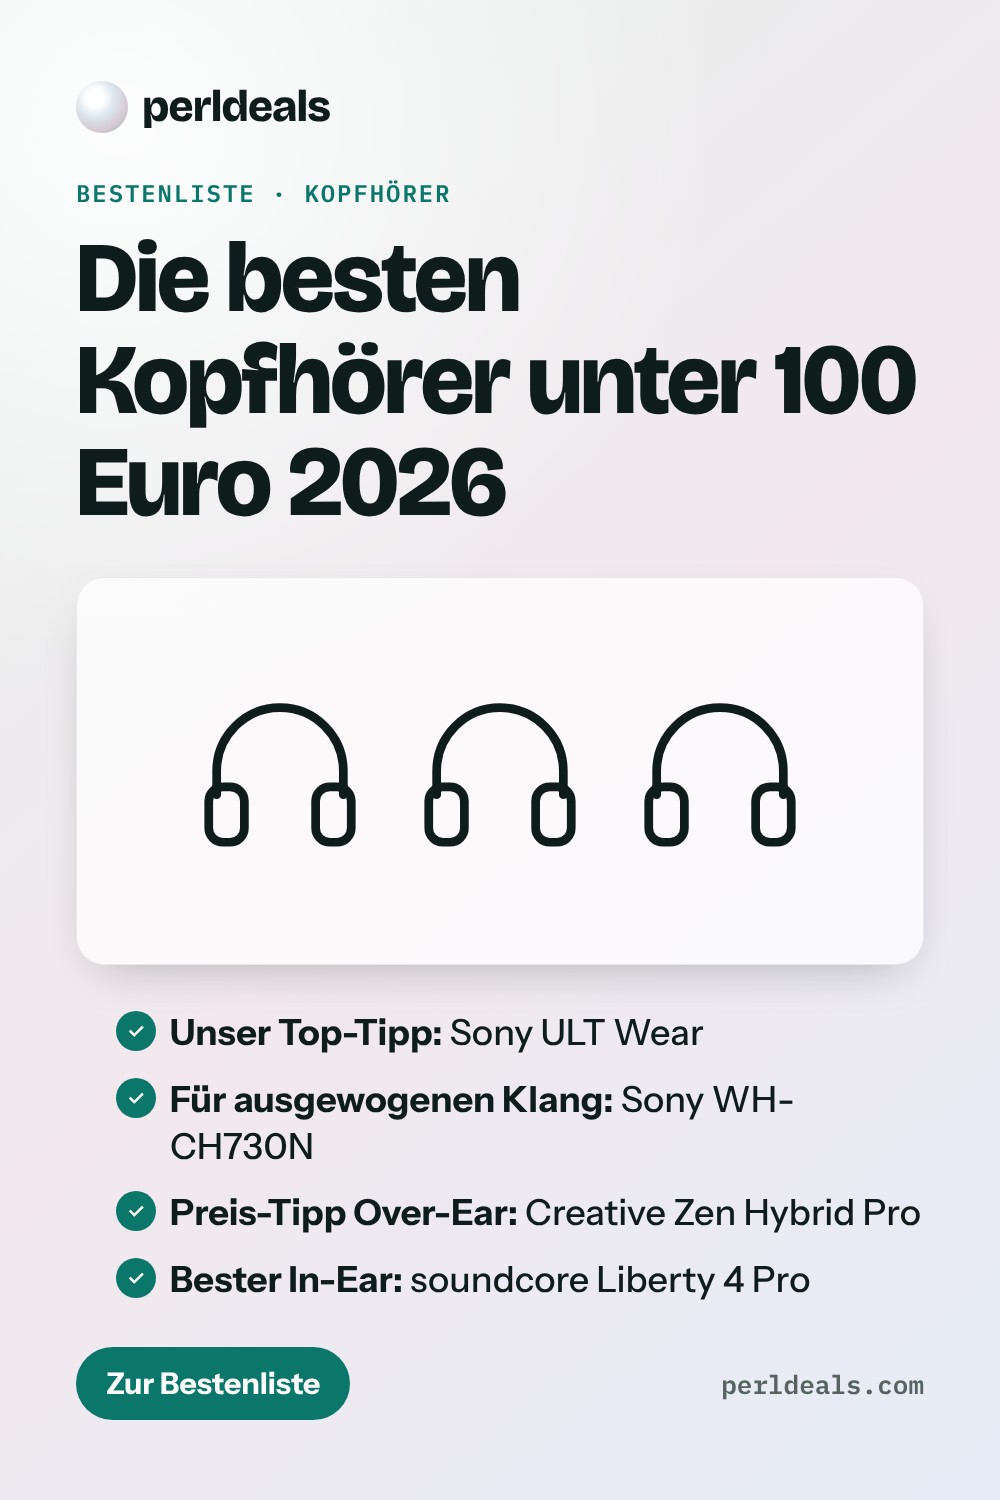 perldeals
BESTENLISTE · KOPFHÖRER
Die besten
Kopfhörer unter 100
Euro 2026
Unser Top-Tipp: Sony ULT Wear
Für ausgewogenen Klang: Sony WH-
CH730N
Preis-Tipp Over-Ear: Creative Zen Hybrid Pro
Bester In-Ear: soundcore Liberty 4 Pro
Zur Bestenliste
perldeals.com